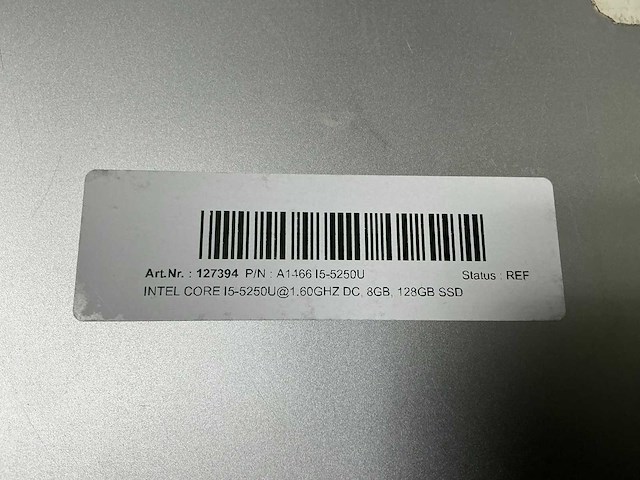 Art.Nr. : 127394 P/N : A1466 I5-5250U Status : REF
INTEL CORE I5-5250U@1.60GHZ DC, 8GB, 128GB SSD